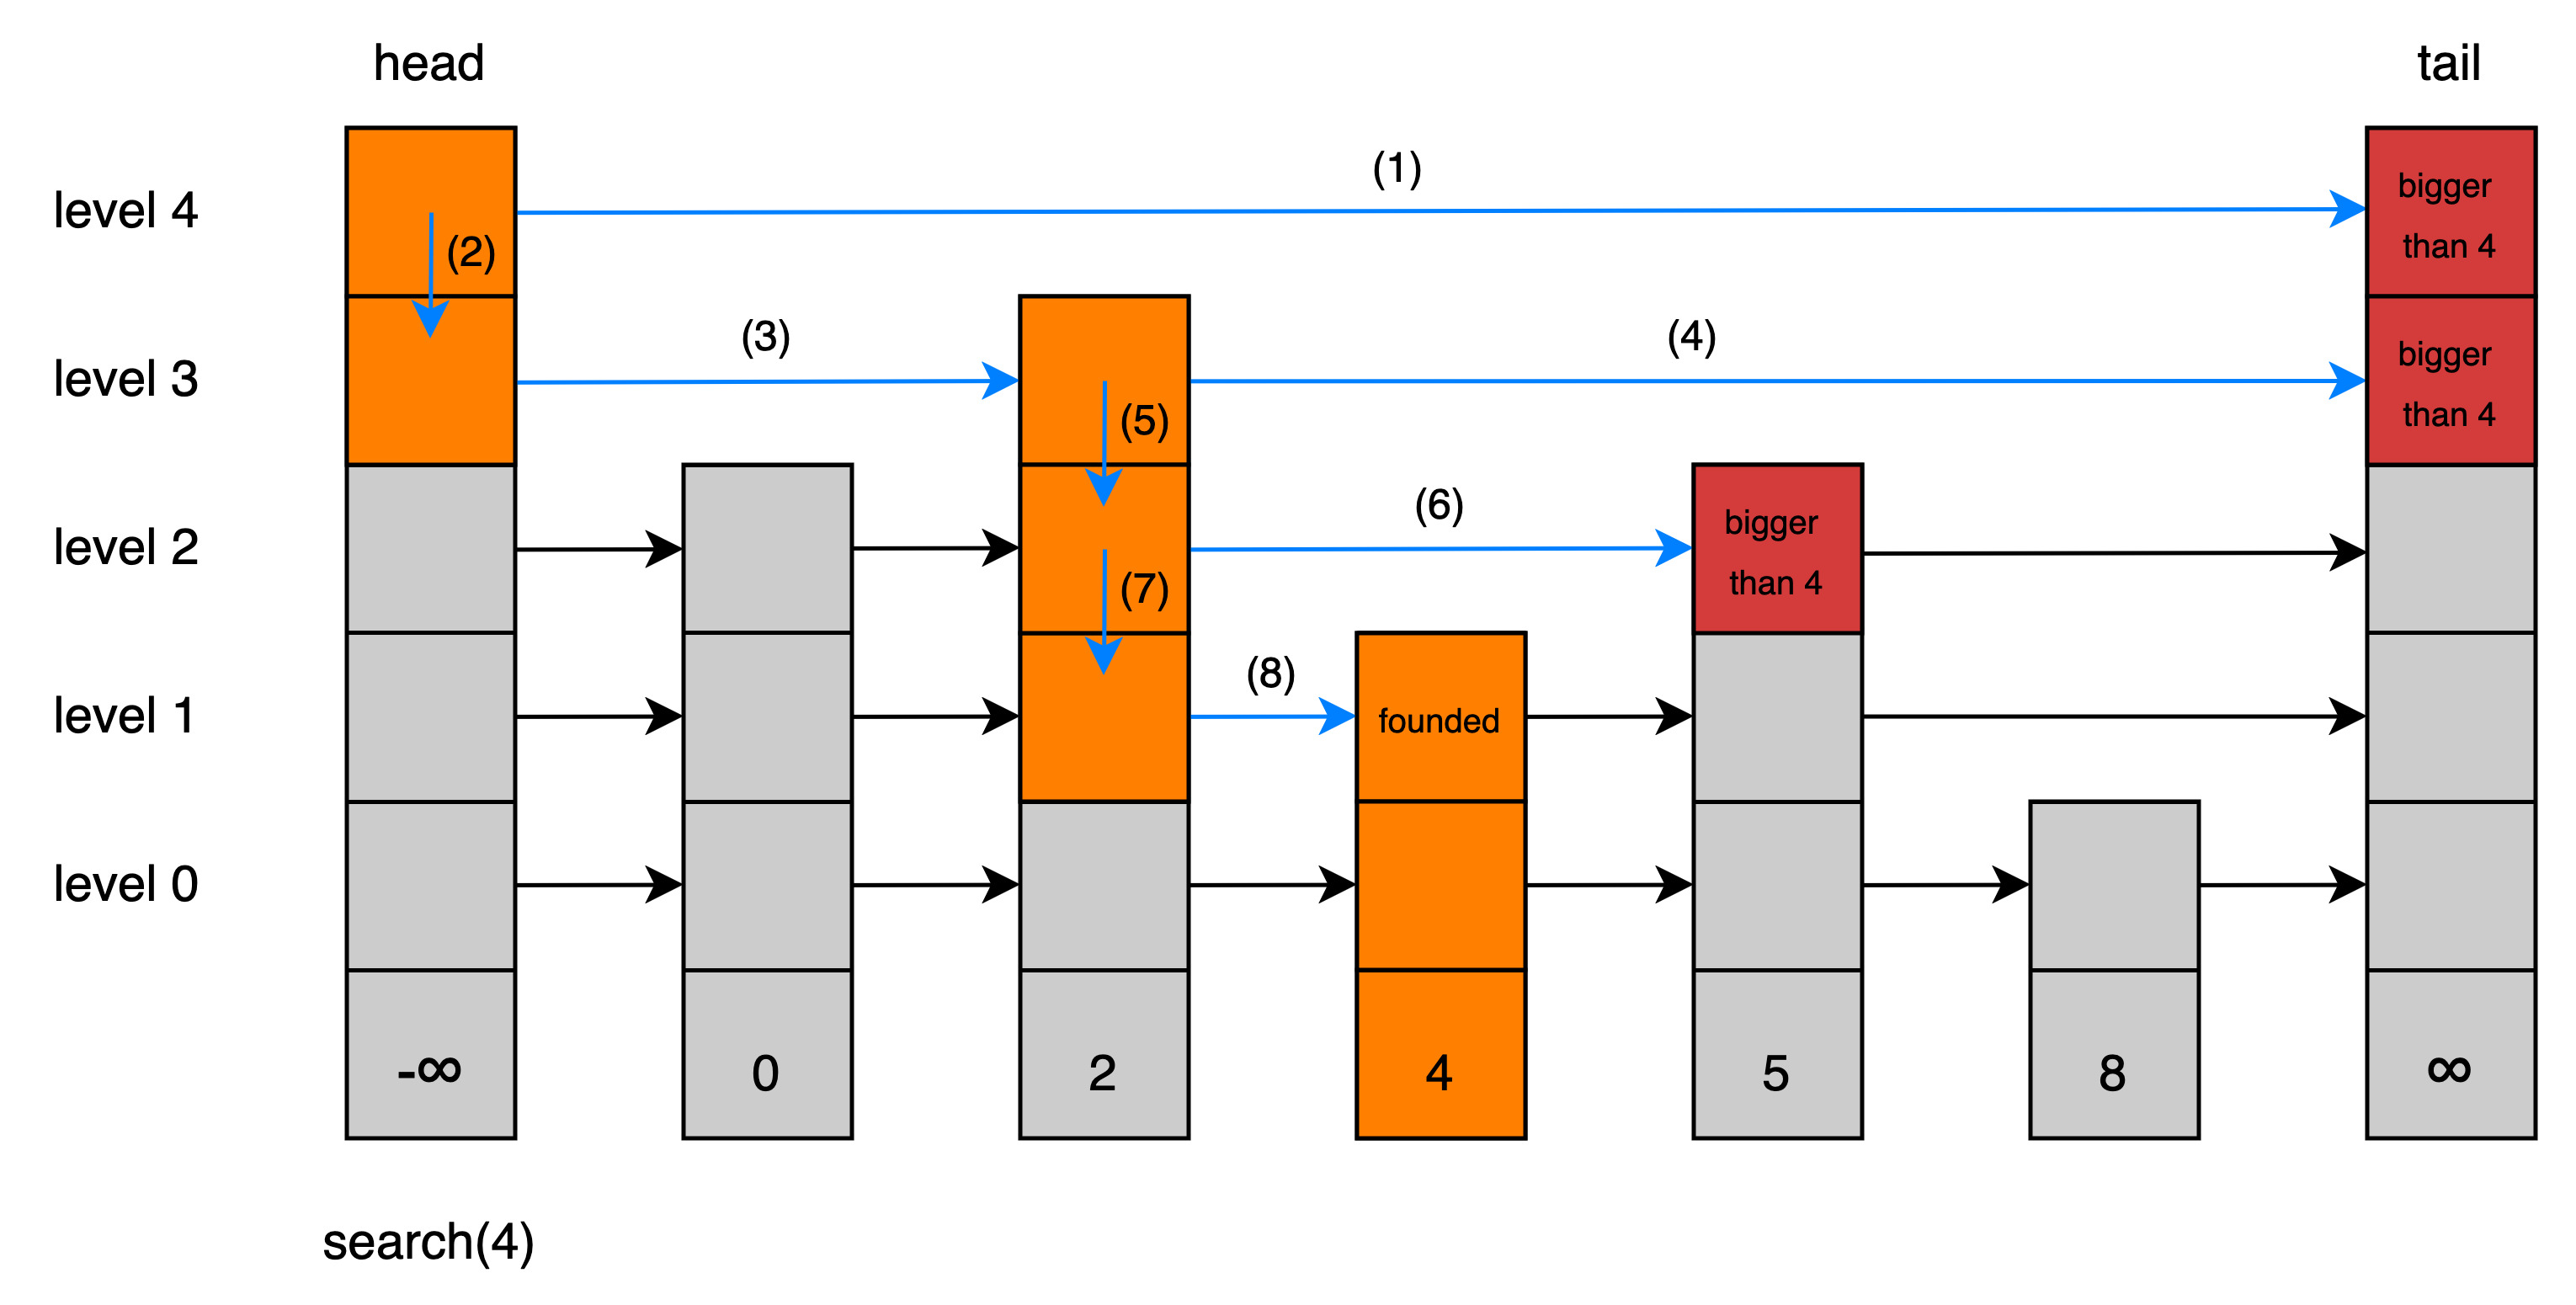 head
tail
(1)
level 4
bigger
than 4
(2)
(3)
(4)
level 3
bigger
than 4
(5)
(6)
level 2
bigger
than 4
(7)
(8)
level 1
founded
level 0
-∞
0
2
4
5
8
∞
search(4)